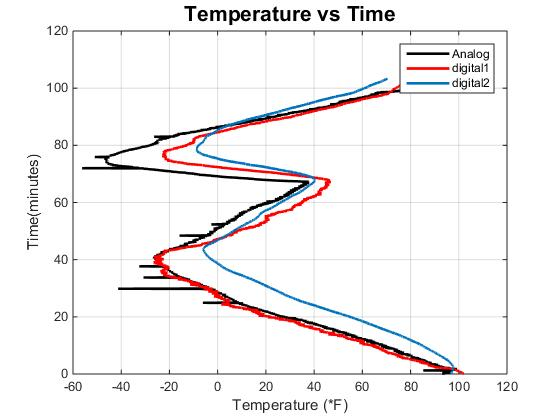 Temperature vs Time
120
100
80
60
40
20
0
Time(minutes)
Analog
digital1
digital2
-60 -40 -20 0 20 40 60 80 100 120
Temperature (*F)